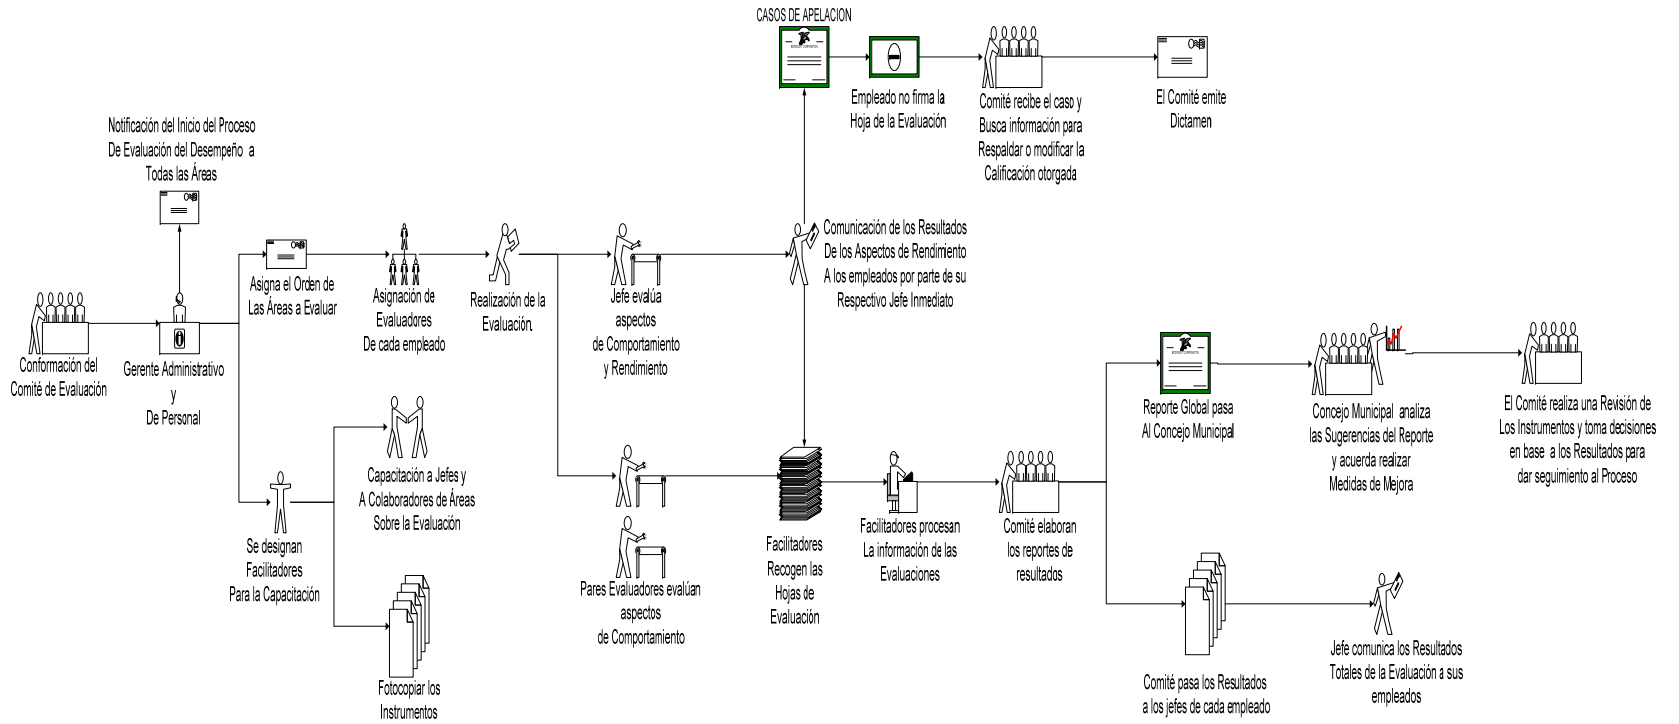 CASOS DE APELACION
Empleado no firma la
Hoja de la Evaluación
Comité recibe el caso y
Busca información para
Respaldar o modificar la
Calificación otorgada
El Comité emite
Dictamen
Notificación del Inicio del Proceso
De Evaluación del Desempeño a
Todas las Áreas
Conformación del
Comité de Evaluación
Gerente Administrativo
y
De Personal
Asigna el Orden de
Las Áreas a Evaluar
Asignación de
Evaluadores
De cada empleado
Realización de la
Evaluación.
Jefe evalúa
aspectos
de Comportamiento
y Rendimiento
Comunicación de los Resultados
De los Aspectos de Rendimiento
A los empleados por parte de su
Respectivo Jefe Inmediato
Capacitación a Jefes y
A Colaboradores de Áreas
Sobre la Evaluación
Se designan
Facilitadores
Para la Capacitación
Fotocopiar los
Instrumentos
Pares Evaluadores evalúan
aspectos
de Comportamiento
Facilitadores
Recogen las
Hojas de
Evaluación
Facilitadores procesan
La información de las
Evaluaciones
Comité elaboran
los reportes de
resultados
Reporte Global pasa
Al Concejo Municipal
Concejo Municipal analiza
las Sugerencias del Reporte
y acuerda realizar
Medidas de Mejora
El Comité realiza una Revisión de
Los Instrumentos y toma decisiones
en base a los Resultados para
dar seguimiento al Proceso
Comité pasa los Resultados
a los jefes de cada empleado
Jefe comunica los Resultados
Totales de la Evaluación a sus
empleados